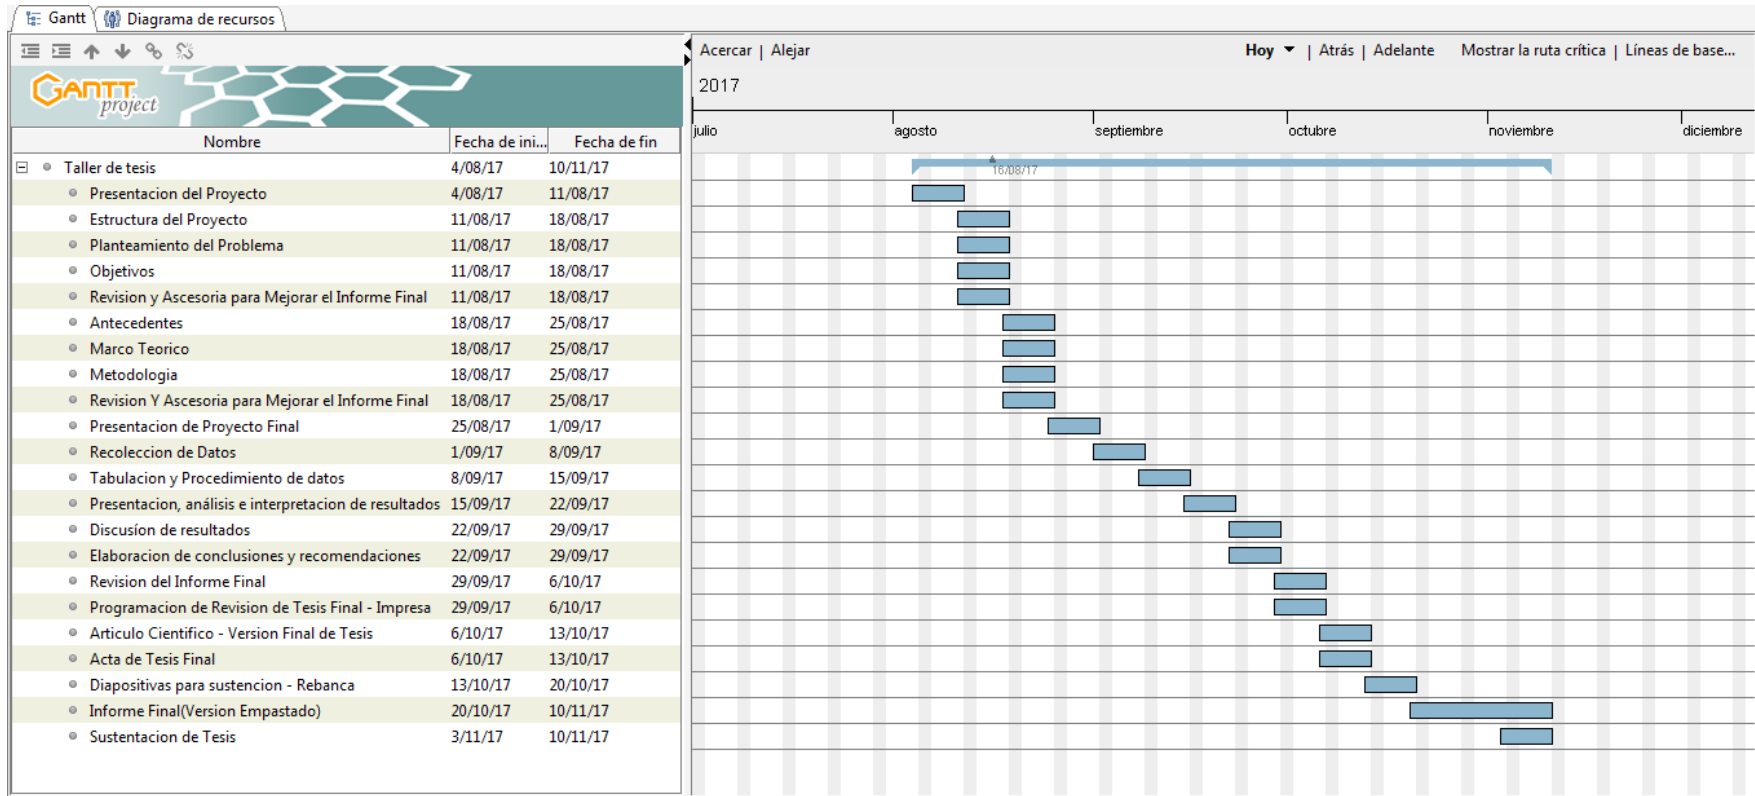 Gantt Diagrama de recursos
Acercar | Alejar Hoy | Atrás | Adelante Mostrar la ruta crítica | Líneas de base...
GANTT project
2017
julio agosto septiembre octubre noviembre diciembre
Nombre Fecha de ini... Fecha de fin
Taller de tesis 4/08/17 10/11/17
16/08/17
Presentacion del Proyecto 4/08/17 11/08/17
Estructura del Proyecto 11/08/17 18/08/17
Planteamiento del Problema 11/08/17 18/08/17
Objetivos 11/08/17 18/08/17
Revision y Ascesoria para Mejorar el Informe Final 11/08/17 18/08/17
Antecedentes 18/08/17 25/08/17
Marco Teorico 18/08/17 25/08/17
Metodologia 18/08/17 25/08/17
Revision Y Ascesoria para Mejorar el Informe Final 18/08/17 25/08/17
Presentacion de Proyecto Final 25/08/17 1/09/17
Recoleccion de Datos 1/09/17 8/09/17
Tabulacion y Procedimiento de datos 8/09/17 15/09/17
Presentacion, análisis e interpretacion de resultados 15/09/17 22/09/17
Discusíon de resultados 22/09/17 29/09/17
Elaboracion de conclusiones y recomendaciones 22/09/17 29/09/17
Revision del Informe Final 29/09/17 6/10/17
Programacion de Revision de Tesis Final - Impresa 29/09/17 6/10/17
Articulo Cientifico - Version Final de Tesis 6/10/17 13/10/17
Acta de Tesis Final 6/10/17 13/10/17
Diapositivas para sustencion - Rebanca 13/10/17 20/10/17
Informe Final(Version Empastado) 20/10/17 10/11/17
Sustentacion de Tesis 3/11/17 10/11/17